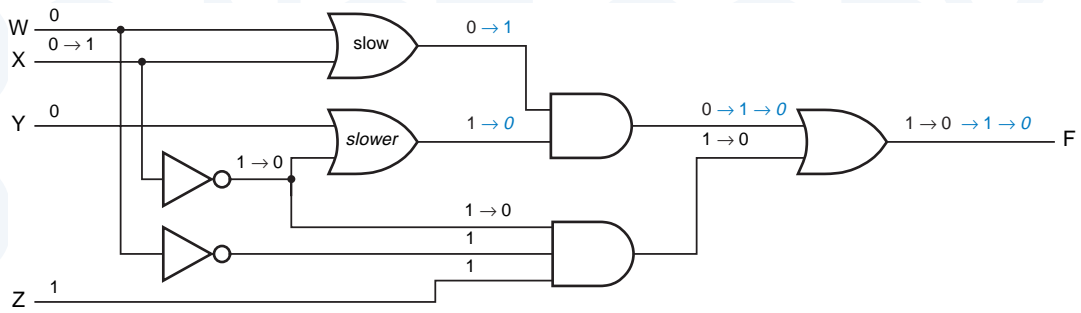 W 0
X 0 → 1
slow
0 → 1
Y 0
slower
1 → 0
0 → 1 → 0
1 → 0
1 → 0 → 1 → 0
F
1 → 0
1 → 0
1
1
Z 1